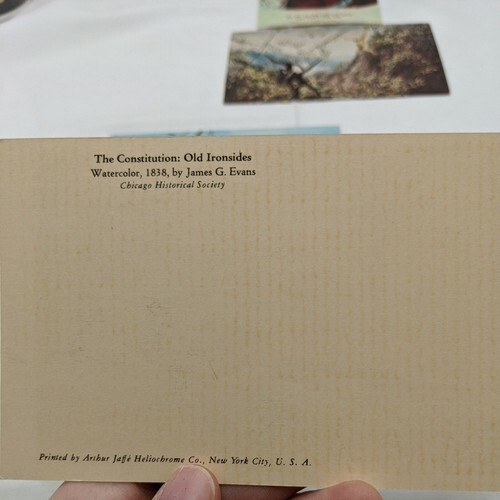 The Constitution: Old Ironsides
Watercolor, 1838, by James G. Evans
Chicago Historical Society
Printed by Arthur Jaffé Heliochrome Co., New York City, U. S. A.